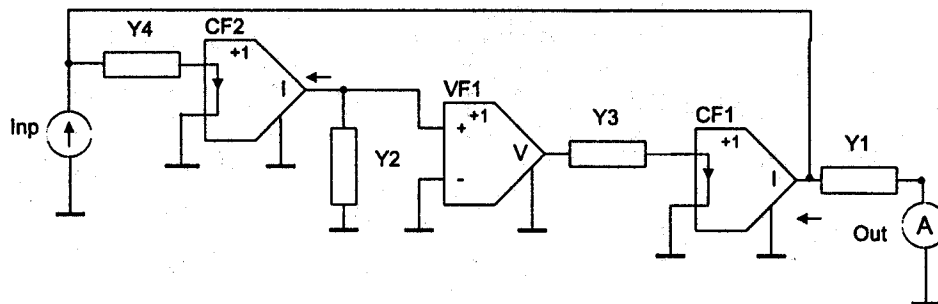 Y4
CF2
+1
I
Inp
Y2
VF1
+1
+
-
V
Y3
CF1
+1
I
Y1
Out
A